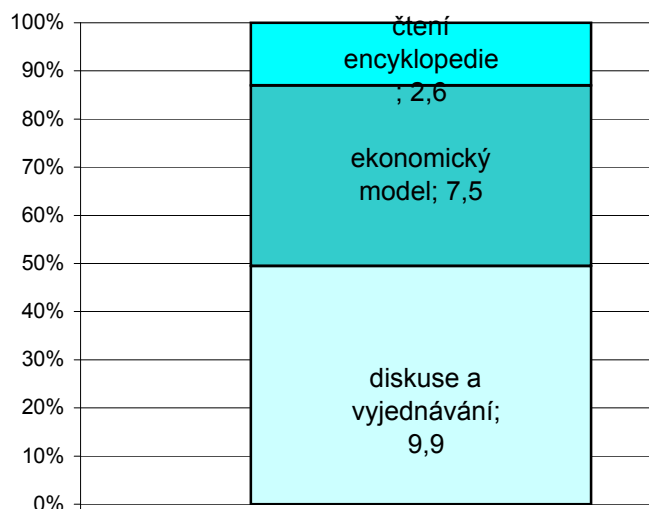 100%
90%
80%
70%
60%
50%
40%
30%
20%
10%
0%
čtení
encyklopedie
; 2,6
ekonomický
model; 7,5
diskuse a
vyjednávání;
9,9